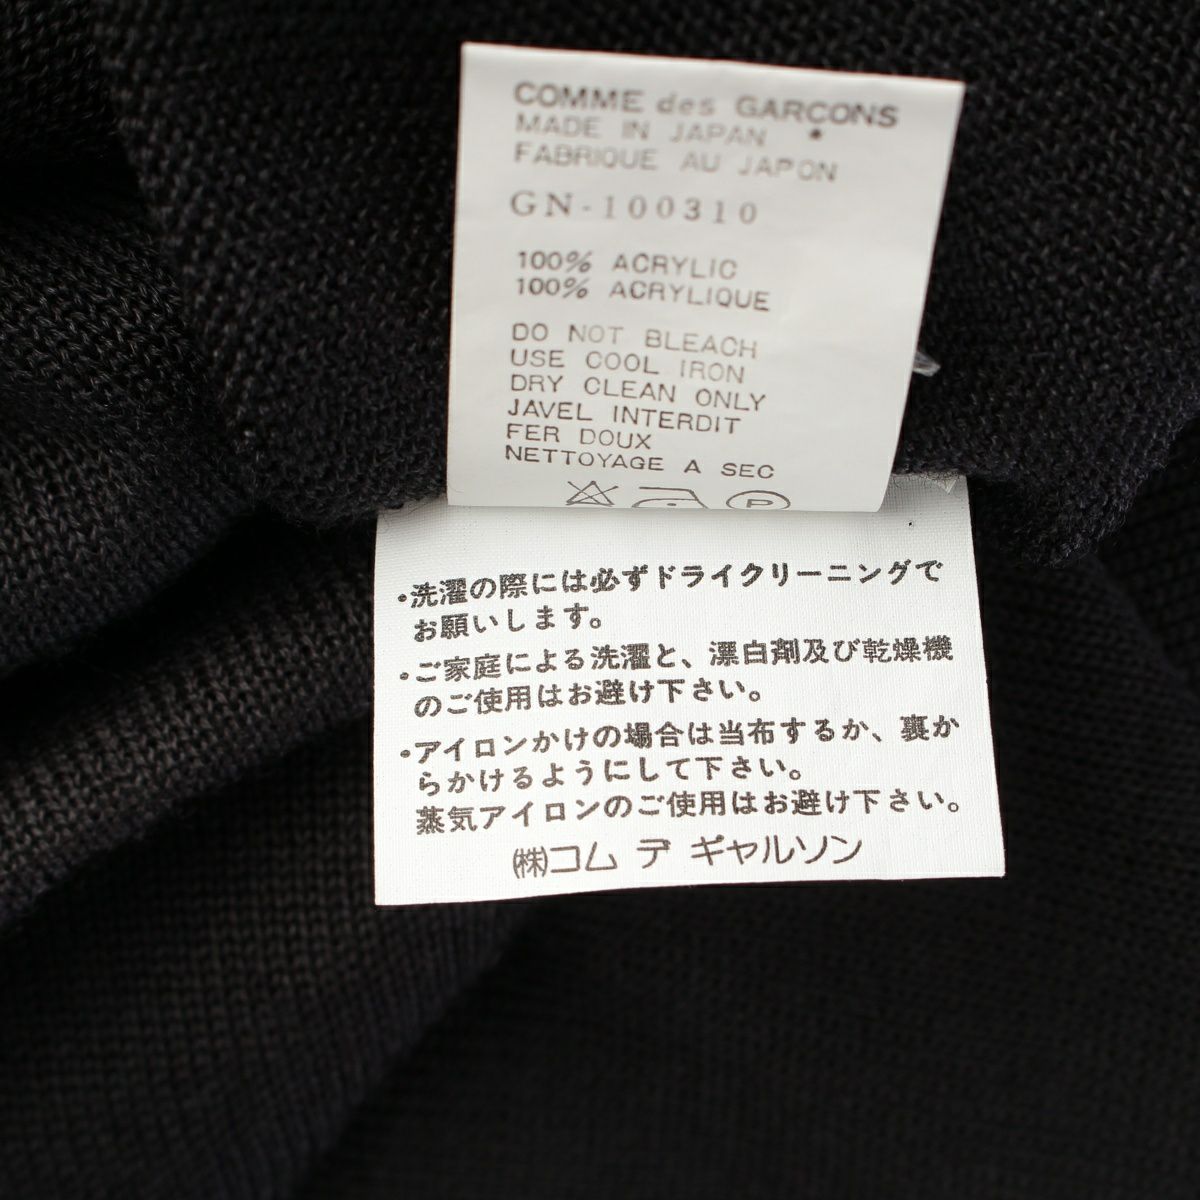 COMME des GARÇONS
MADE IN JAPAN
FABRIQUE AU JAPON
GN-100310
100% ACRYLIC
100% ACRYLIQUE
DO NOT BLEACH
USE COOL IRON
DRY CLEAN ONLY
JAVEL INTERDIT
FER DOUX
NETTOYAGE A SEC
P
•洗濯の際には必ずドライクリーニングで
お願いします。
•ご家庭による洗濯と、漂白剤及び乾燥機
のご使用はお避け下さい。
•アイロンかけの場合は当布するか、裏か
らかけるようにして下さい。
蒸気アイロンのご使用はお避け下さい。
㈱コム デ ギャルソン